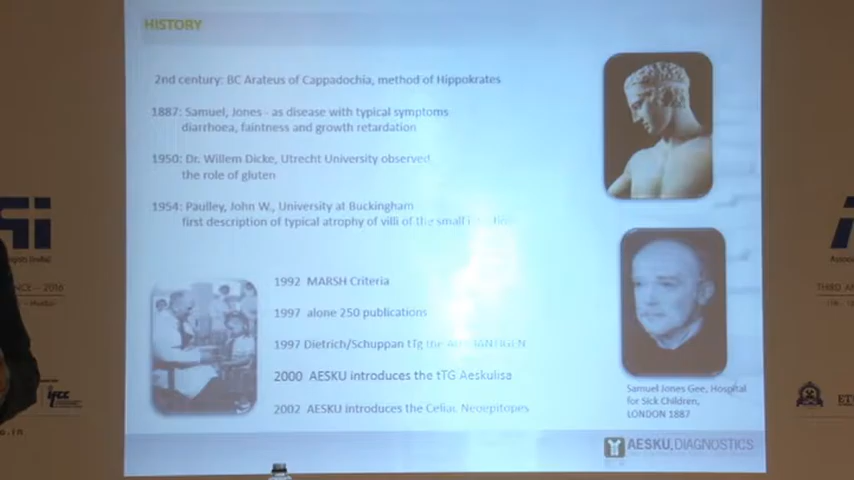 HISTORY
2nd century: BC Arateus of Cappadochia, method of Hippokrates
1887: Samuel, Jones - as disease with typical symptoms
diarrhoea, faintness and growth retardation
1950: Dr. Willem Dicke, Utrecht University observed
the role of gluten
1954: Paulley, John W., University at Buckingham
first description of typical atrophy of villi of the small
1992 MARSH Criteria
1997 alone 250 publications
1997 Dietrich/Schuppan tTg the
2000 AESKU introduces the tTG Aeskulisa
2002 AESKU introduces the Celiac Neoepitopes
Samuel Jones Gee, Hospital
for Sick Children,
LONDON 1887
AESKU.DIAGNOSTICS
- 2016
THIRD